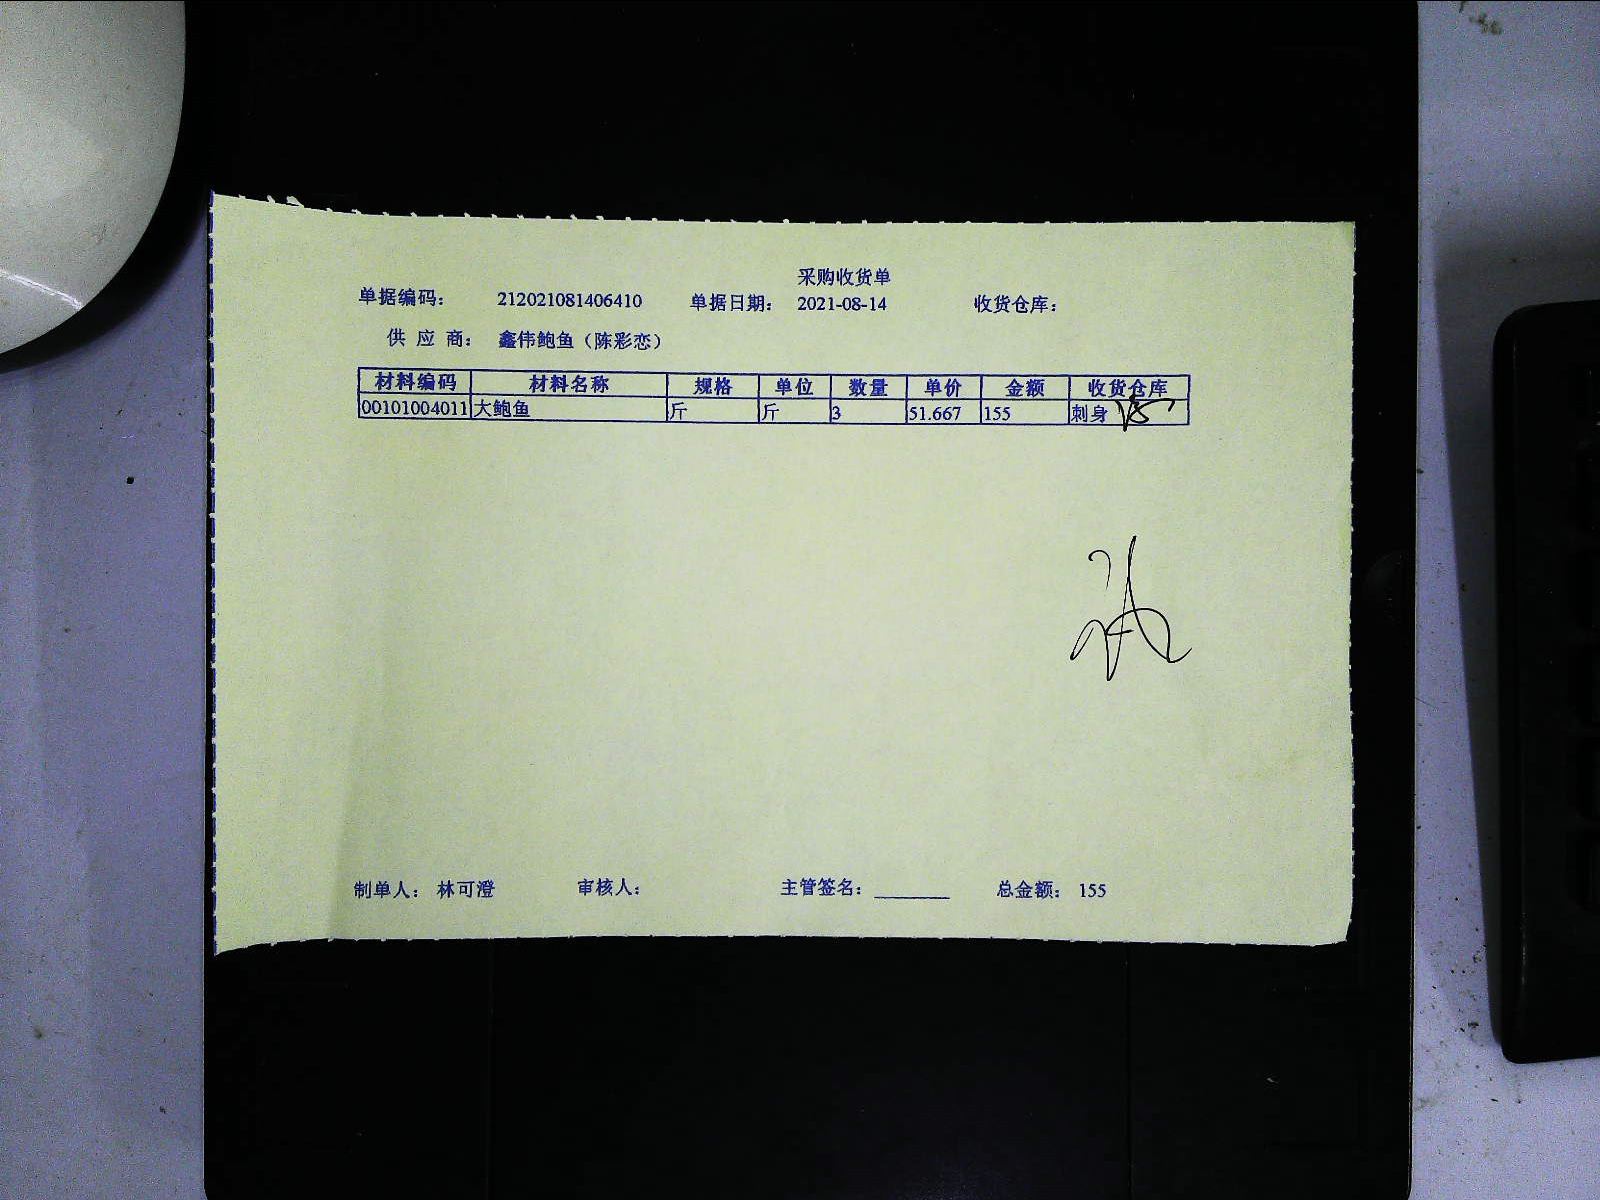 采购收货单
单据编码： 212021081406410 单据日期： 2021-08-14 收货仓库：
供 应 商： 鑫伟鲍鱼（陈彩恋）
材料编码 材料名称 规格 单位 数量 单价 金额 收货仓库
00101004011 大鲍鱼 斤 斤 3 51.667 155 刺身
制单人： 林可澄 审核人： 主管签名：______ 总金额： 155